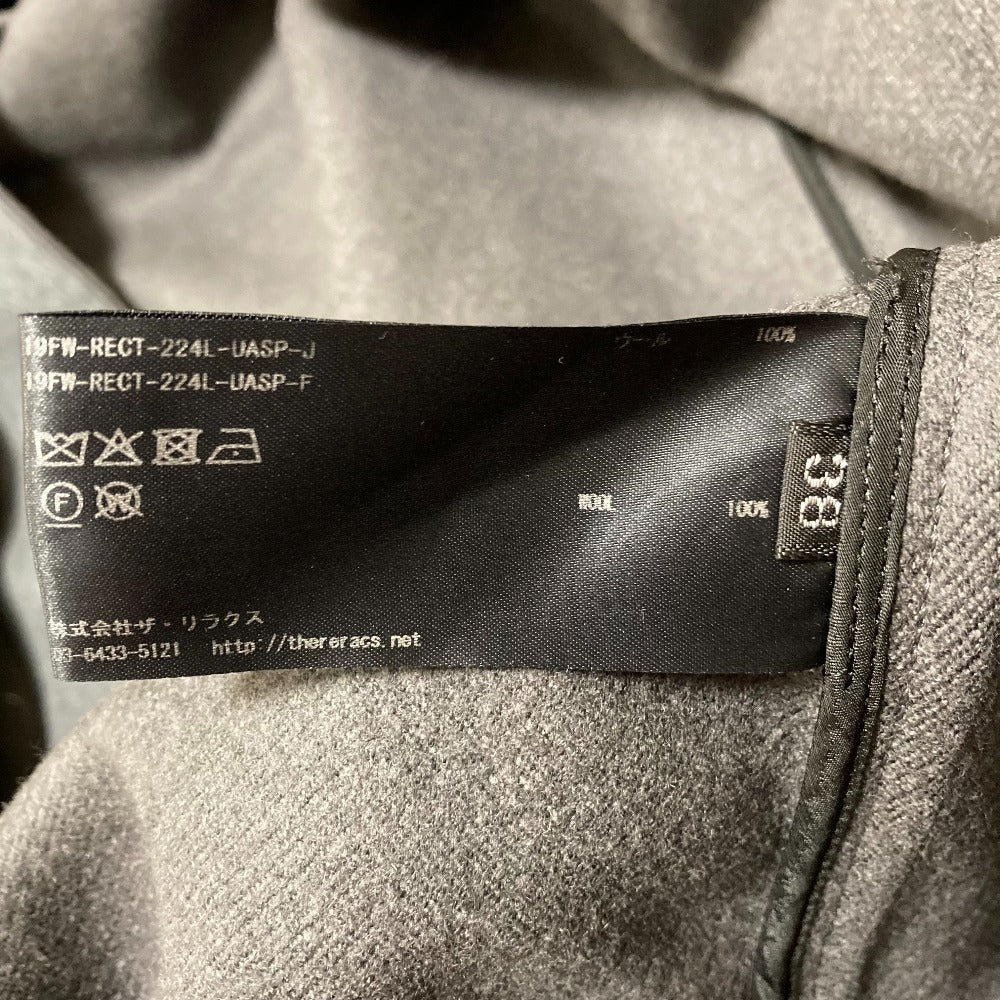 19FW-RECT-224L-UASP-J
19FW-RECT-224L-UASP-F
ウール 100%
F
W
WOOL 100%
38
株式会社ザ・リラクス
03-6433-5121 http://thereracs.net